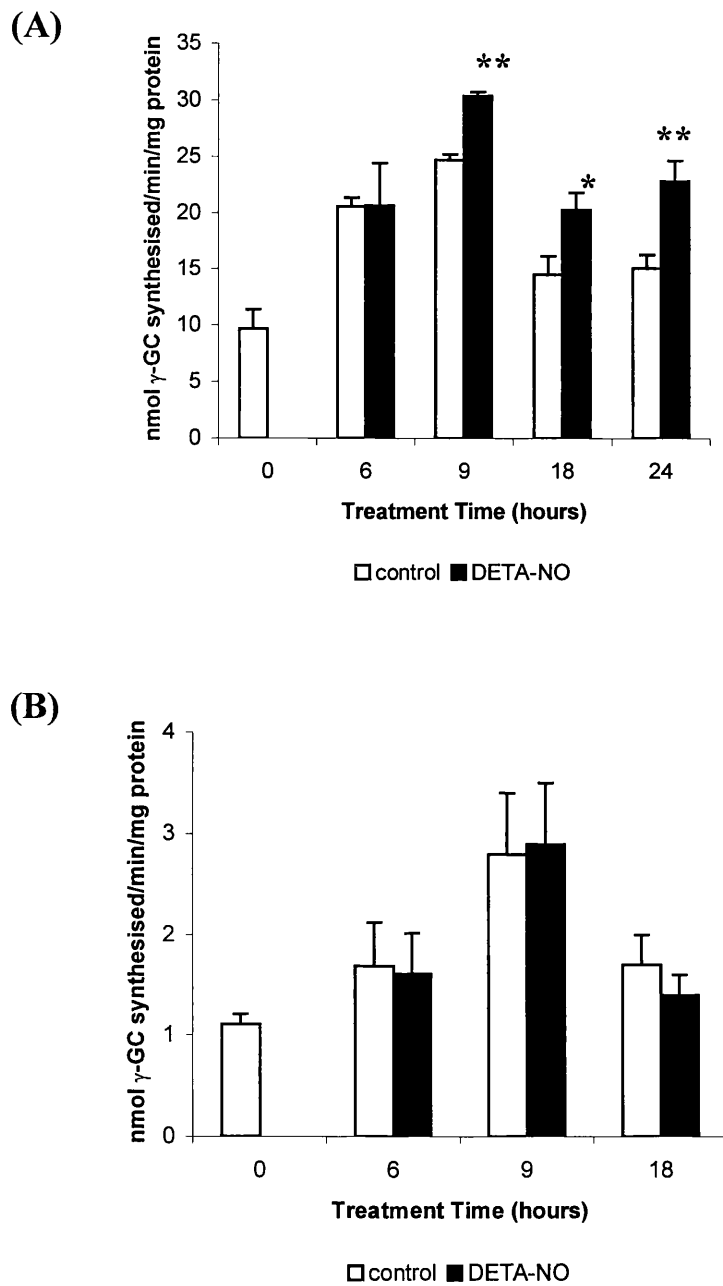 (A)
nmol γ-GC synthesised/min/mg protein
35
30
25
20
15
10
5
0
**
*
**
0 6 9 18 24
Treatment Time (hours)
control DETA-NO
(B)
nmol γ-GC synthesised/min/mg protein
4
3
2
1
0
0 6 9 18
Treatment Time (hours)
control DETA-NO